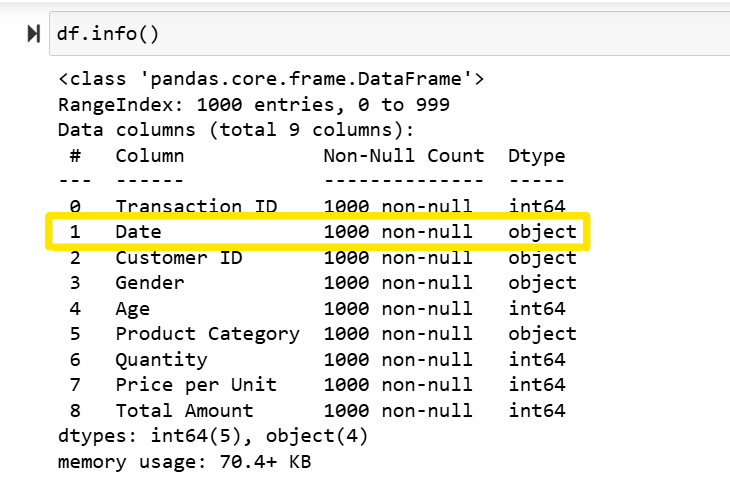 df.info()
<class 'pandas.core.frame.DataFrame'>
RangeIndex: 1000 entries, 0 to 999
Data columns (total 9 columns):
#   Column            Non-Null Count  Dtype
---  ------            --------------  -----
0   Transaction ID    1000 non-null   int64
1   Date              1000 non-null   object
2   Customer ID       1000 non-null   object
3   Gender            1000 non-null   object
4   Age               1000 non-null   int64
5   Product Category  1000 non-null   object
6   Quantity          1000 non-null   int64
7   Price per Unit    1000 non-null   int64
8   Total Amount      1000 non-null   int64
dtypes: int64(5), object(4)
memory usage: 70.4+ KB